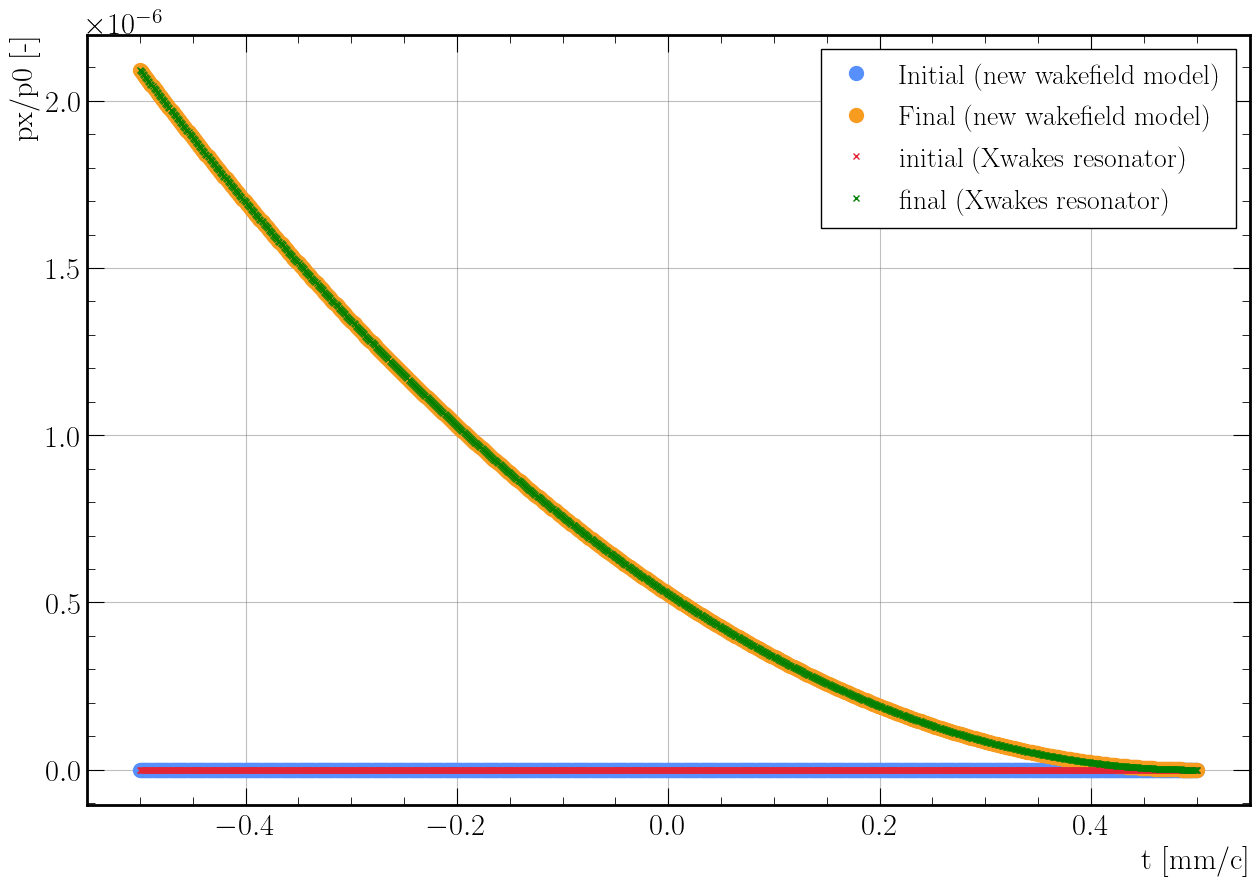 ×10⁻⁶
px/p0 [-]
2.0
1.5
1.0
0.5
0.0
Initial (new wakefield model)
Final (new wakefield model)
initial (Xwakes resonator)
final (Xwakes resonator)
−0.4 −0.2 0.0 0.2 0.4
t [mm/c]